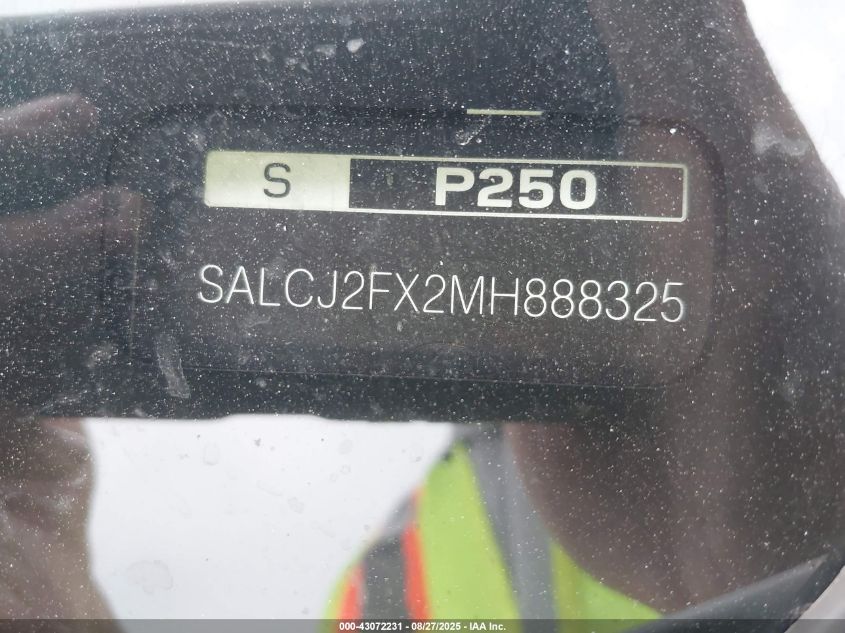 S P250
SALCJ2FX2MH888325
000-43072231 - 08/27/2025 - IAA Inc.